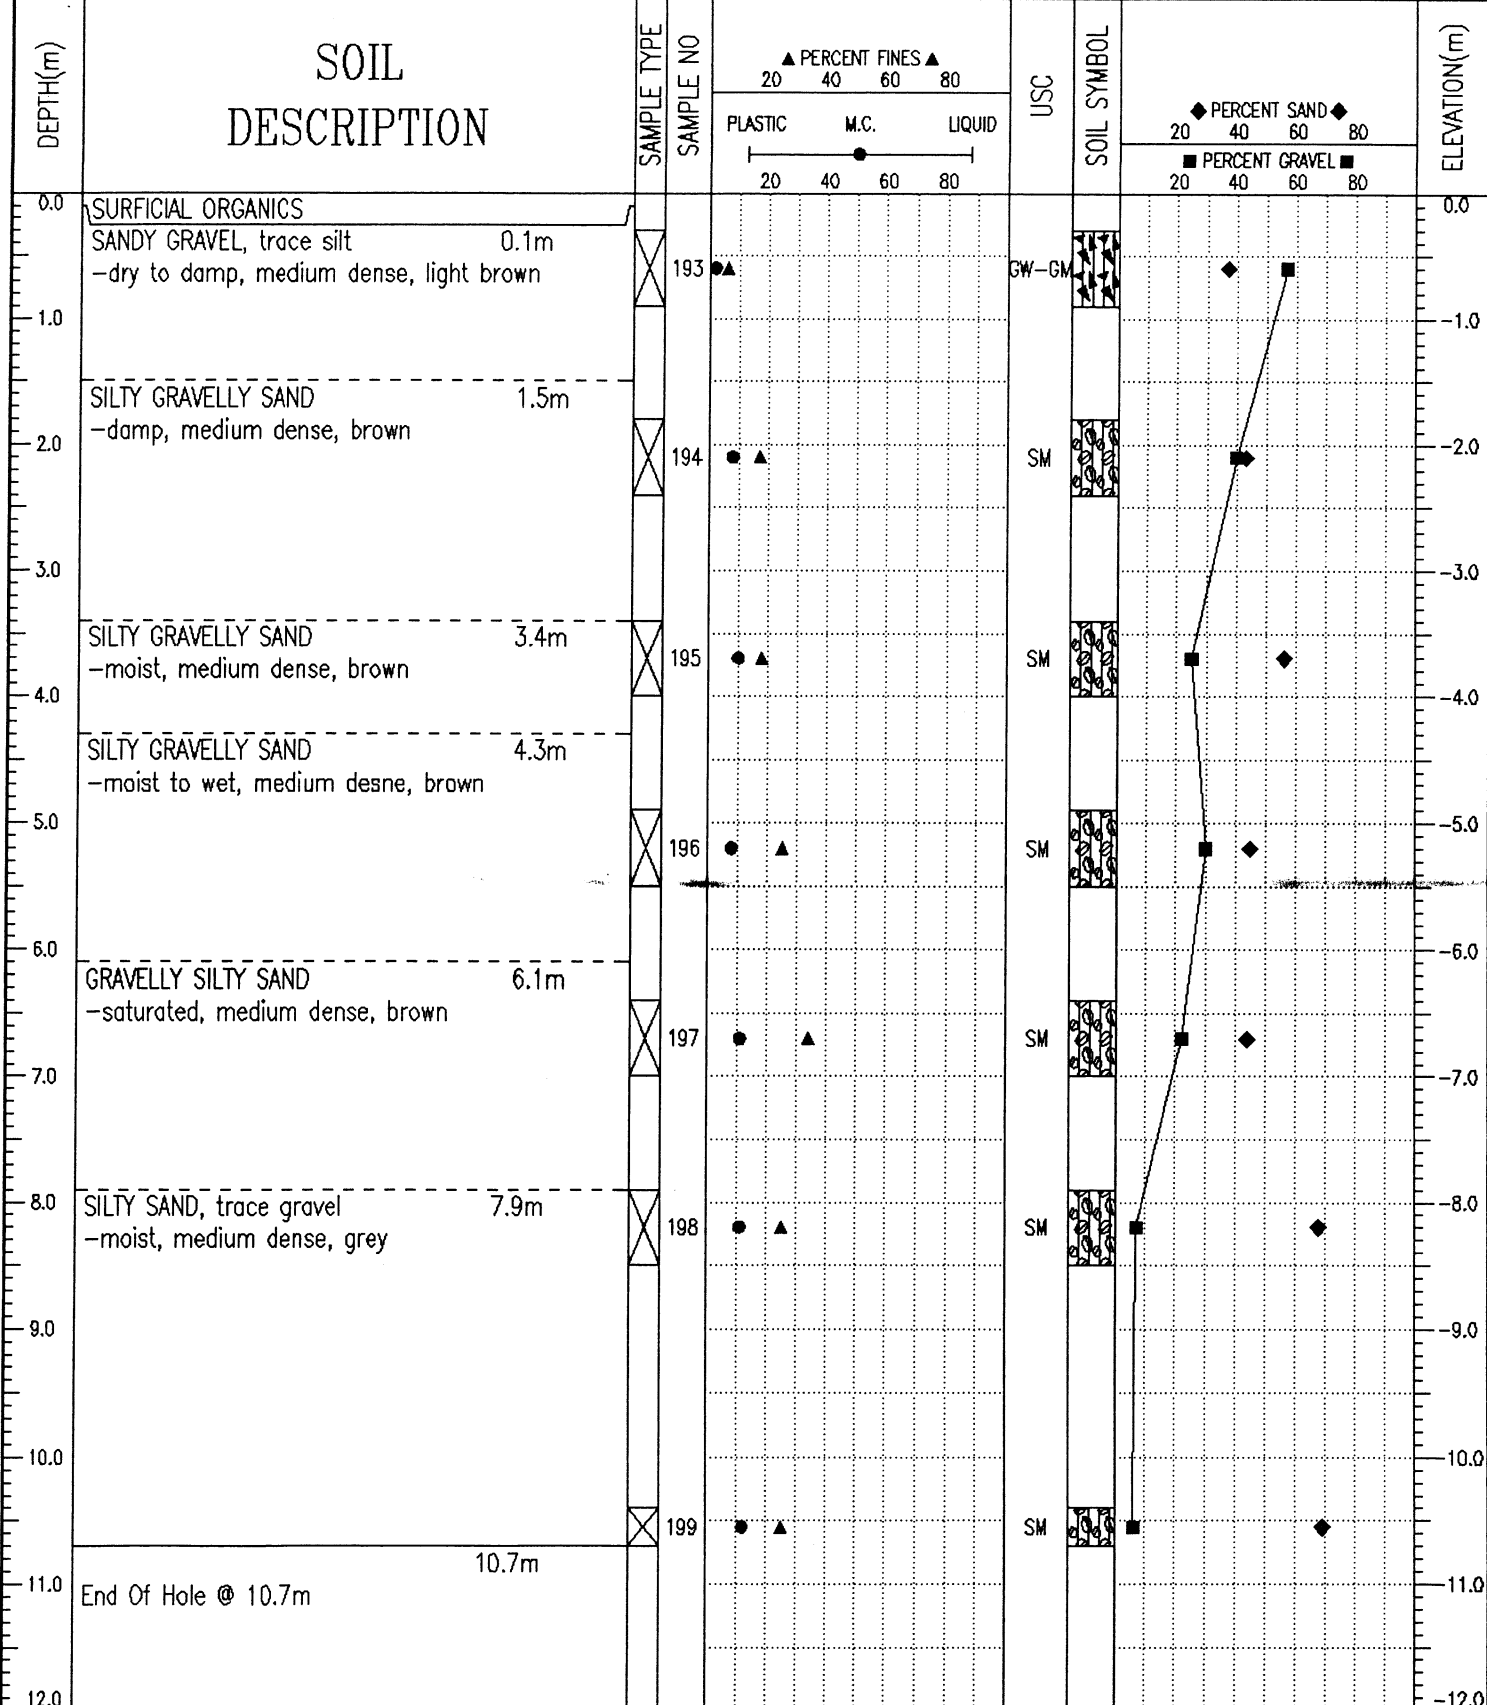 DEPTH(m)
SOIL
DESCRIPTION
SAMPLE TYPE
SAMPLE NO
▲ PERCENT FINES ▲
20 40 60 80
PLASTIC M.C. LIQUID
20 40 60 80
USC
SOIL SYMBOL
◆ PERCENT SAND ◆
20 40 60 80
■ PERCENT GRAVEL ■
20 40 60 80
ELEVATION(m)
0.0
SURFICIAL ORGANICS
0.0
SANDY GRAVEL, trace silt 0.1m
-dry to damp, medium dense, light brown
193
GW-GM
1.0
-1.0
SILTY GRAVELLY SAND 1.5m
-damp, medium dense, brown
2.0
194
SM
-2.0
3.0
-3.0
SILTY GRAVELLY SAND 3.4m
-moist, medium dense, brown
195
SM
4.0
-4.0
SILTY GRAVELLY SAND 4.3m
-moist to wet, medium desne, brown
5.0
196
SM
-5.0
6.0
-6.0
GRAVELLY SILTY SAND 6.1m
-saturated, medium dense, brown
197
SM
7.0
-7.0
8.0
SILTY SAND, trace gravel 7.9m
-moist, medium dense, grey
198
SM
-8.0
9.0
-9.0
10.0
-10.0
199
SM
10.7m
11.0
End Of Hole @ 10.7m
-11.0
12.0
-12.0